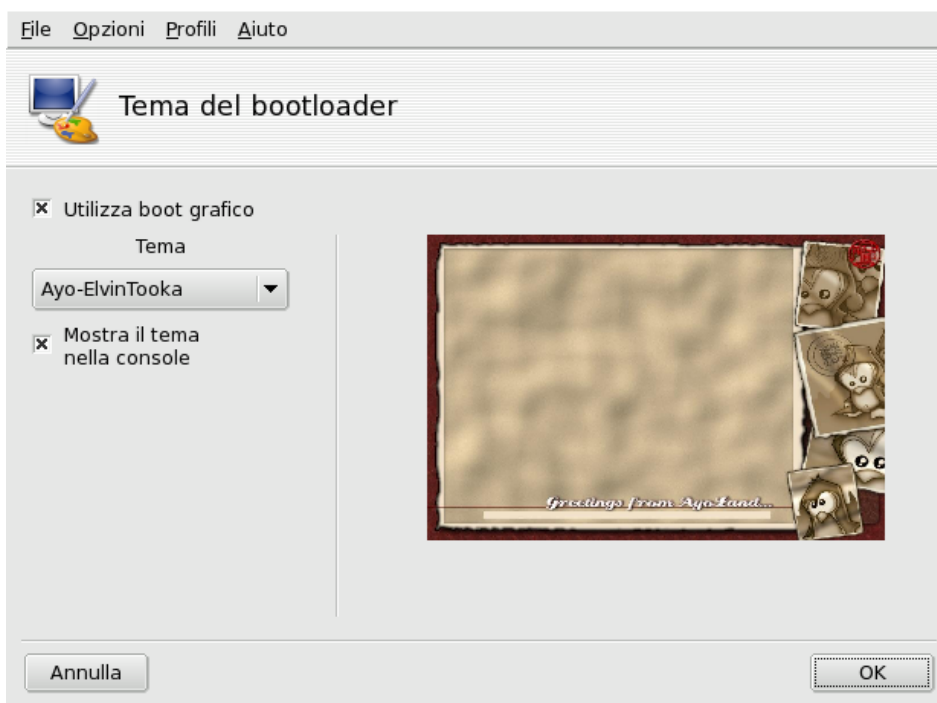 File Opzioni Profili Aiuto
Tema del bootloader
Utilizza boot grafico
Tema
Ayo-ElvinTooka
Mostra il tema
nella console
Greetings from AyoLand...
Annulla
OK